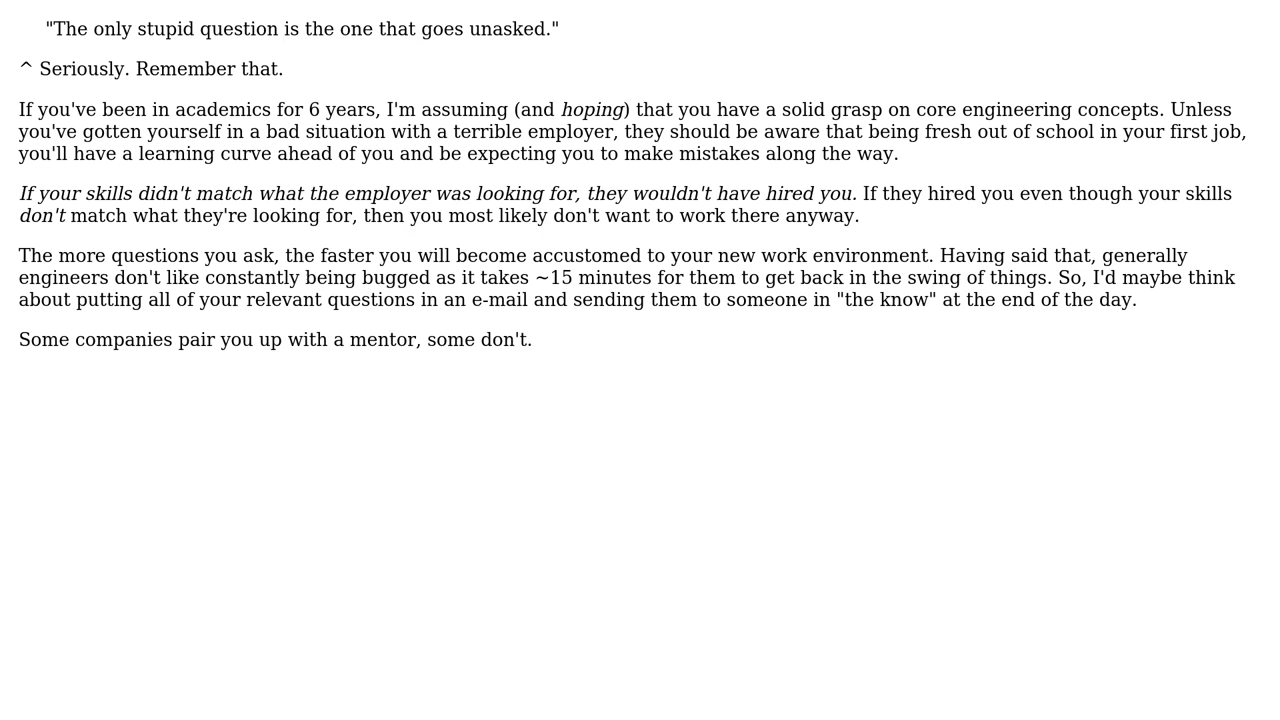 "The only stupid question is the one that goes unasked."
^ Seriously. Remember that.
If you've been in academics for 6 years, I'm assuming (and hoping) that you have a solid grasp on core engineering concepts. Unless
you've gotten yourself in a bad situation with a terrible employer, they should be aware that being fresh out of school in your first job,
you'll have a learning curve ahead of you and be expecting you to make mistakes along the way.
If your skills didn't match what the employer was looking for, they wouldn't have hired you. If they hired you even though your skills
don't match what they're looking for, then you most likely don't want to work there anyway.
The more questions you ask, the faster you will become accustomed to your new work environment. Having said that, generally
engineers don't like constantly being bugged as it takes ~15 minutes for them to get back in the swing of things. So, I'd maybe think
about putting all of your relevant questions in an e-mail and sending them to someone in "the know" at the end of the day.
Some companies pair you up with a mentor, some don't.